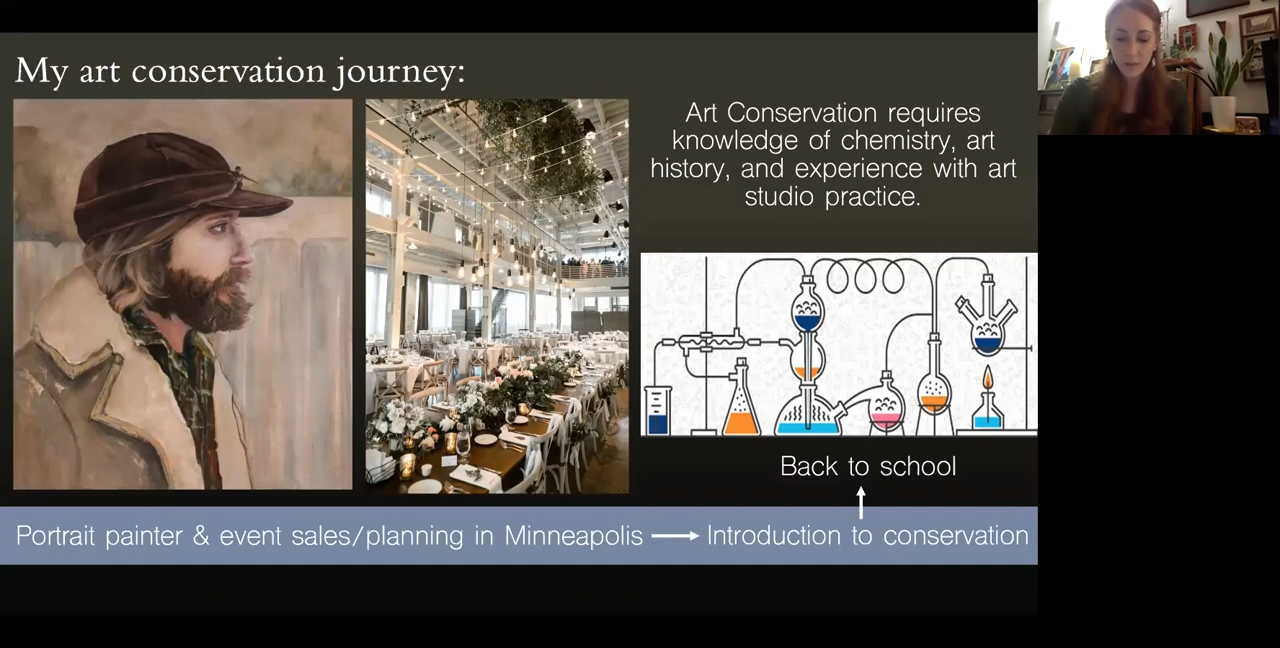 My art conservation journey:
Art Conservation requires
knowledge of chemistry, art
history, and experience with art
studio practice.
Back to school
Portrait painter & event sales/planning in Minneapolis
Introduction to conservation